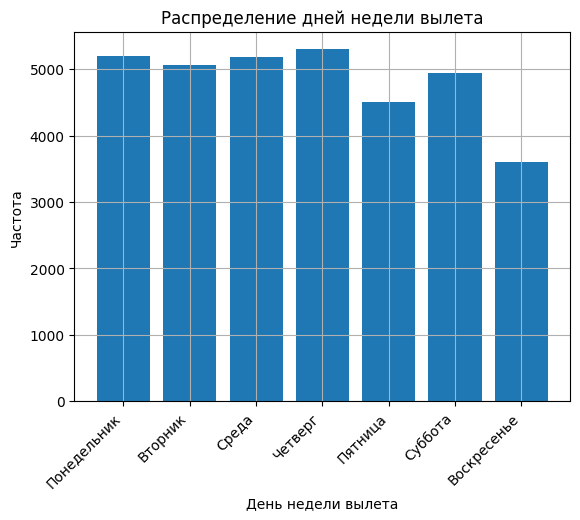 Распределение дней недели вылета
Частота
5000
4000
3000
2000
1000
0
Понедельник
Вторник
Среда
Четверг
Пятница
Суббота
Воскресенье
День недели вылета